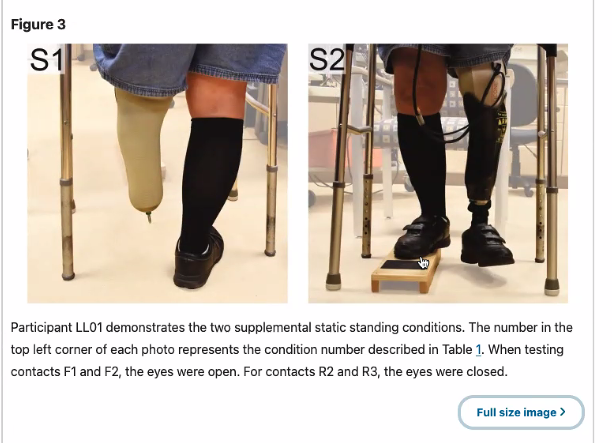 Figure 3
S1
S2
Participant LL01 demonstrates the two supplemental static standing conditions. The number in the
top left corner of each photo represents the condition number described in Table 1. When testing
contacts F1 and F2, the eyes were open. For contacts R2 and R3, the eyes were closed.
Full size image >